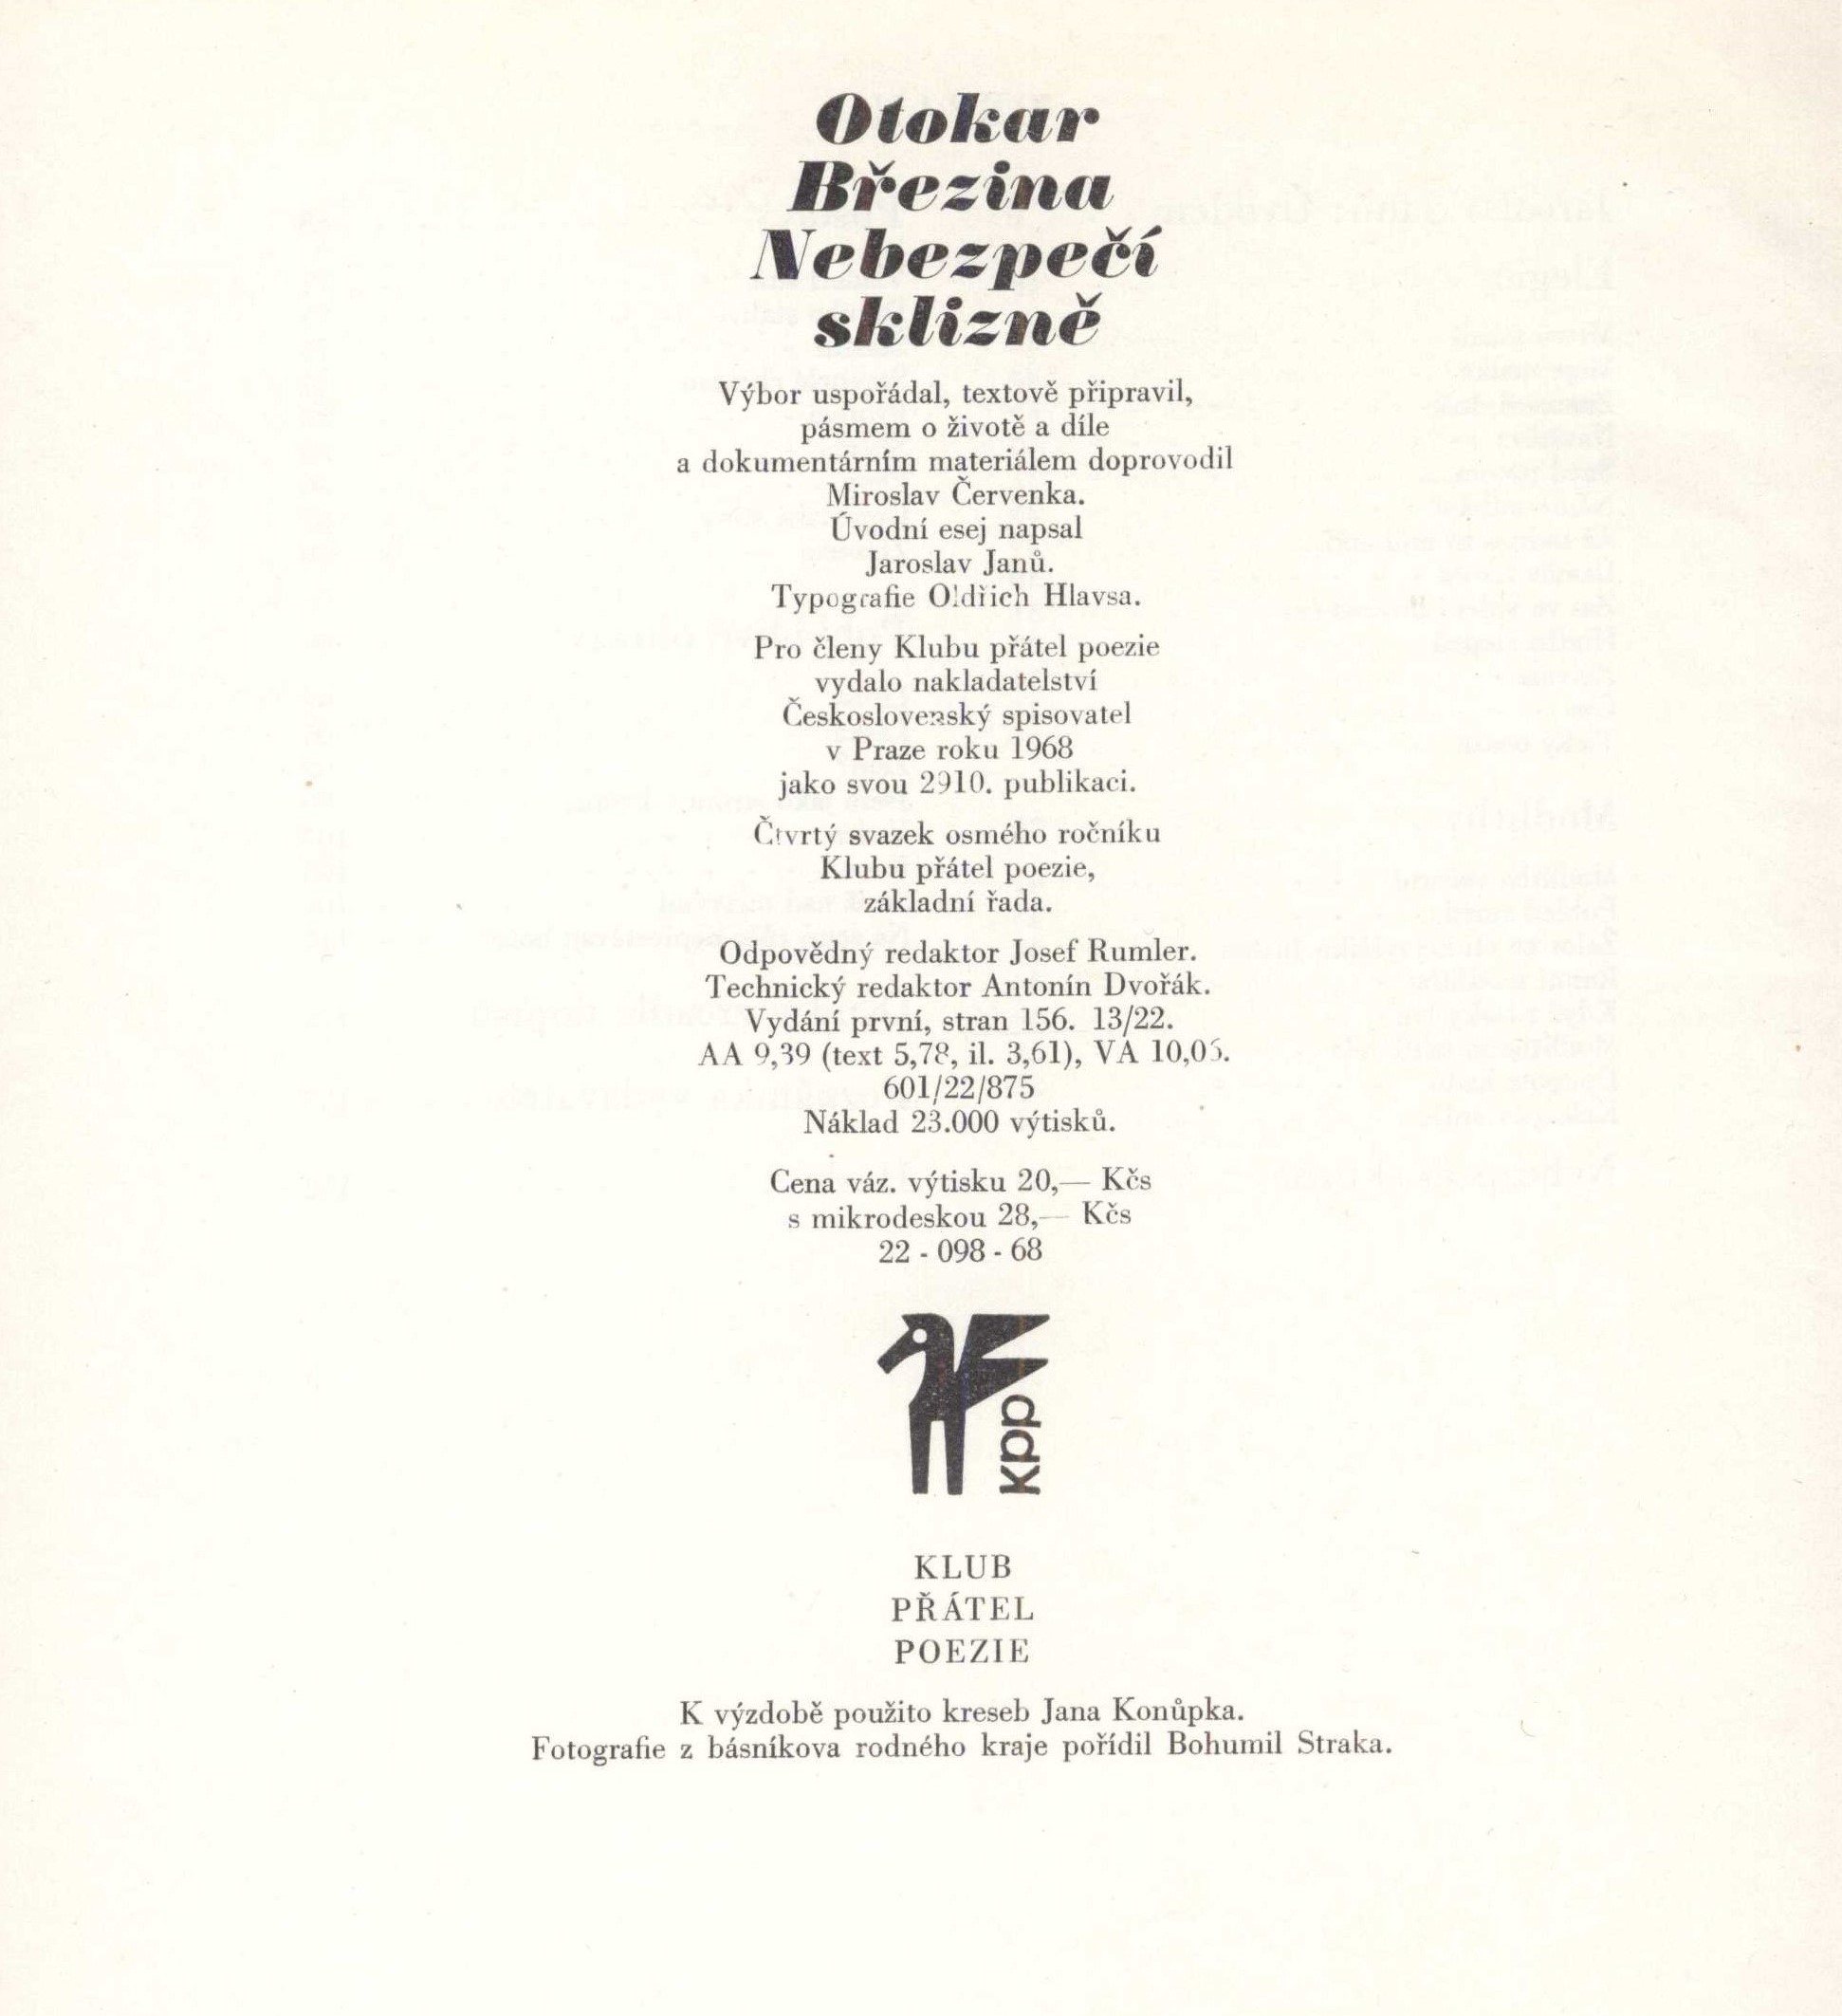 Otokar
Březina
Nebezpečí
sklizně
Výbor uspořádal, textově připravil,
pásmem o životě a díle
a dokumentárním materiálem doprovodil
Miroslav Červenka.
Úvodní esej napsal
Jaroslav Janů.
Typografie Oldřich Hlavsa.
Pro členy Klubu přátel poezie
vydalo nakladatelství
Československý spisovatel
v Praze roku 1968
jako svou 2910. publikaci.
Čtvrtý svazek osmého ročníku
Klubu přátel poezie,
základní řada.
Odpovědný redaktor Josef Rumler.
Technický redaktor Antonín Dvořák.
Vydání první, stran 156. 13/22.
AA 9,39 (text 5,78, il. 3,61), VA 10,05.
601/22/875
Náklad 23.000 výtisků.
Cena váz. výtisku 20,— Kčs
s mikrodeskou 28,— Kčs
22 - 098 - 68
kpp
KLUB
PŘÁTEL
POEZIE
K výzdobě použito kreseb Jana Konůpka.
Fotografie z básníkova rodného kraje pořídil Bohumil Straka.